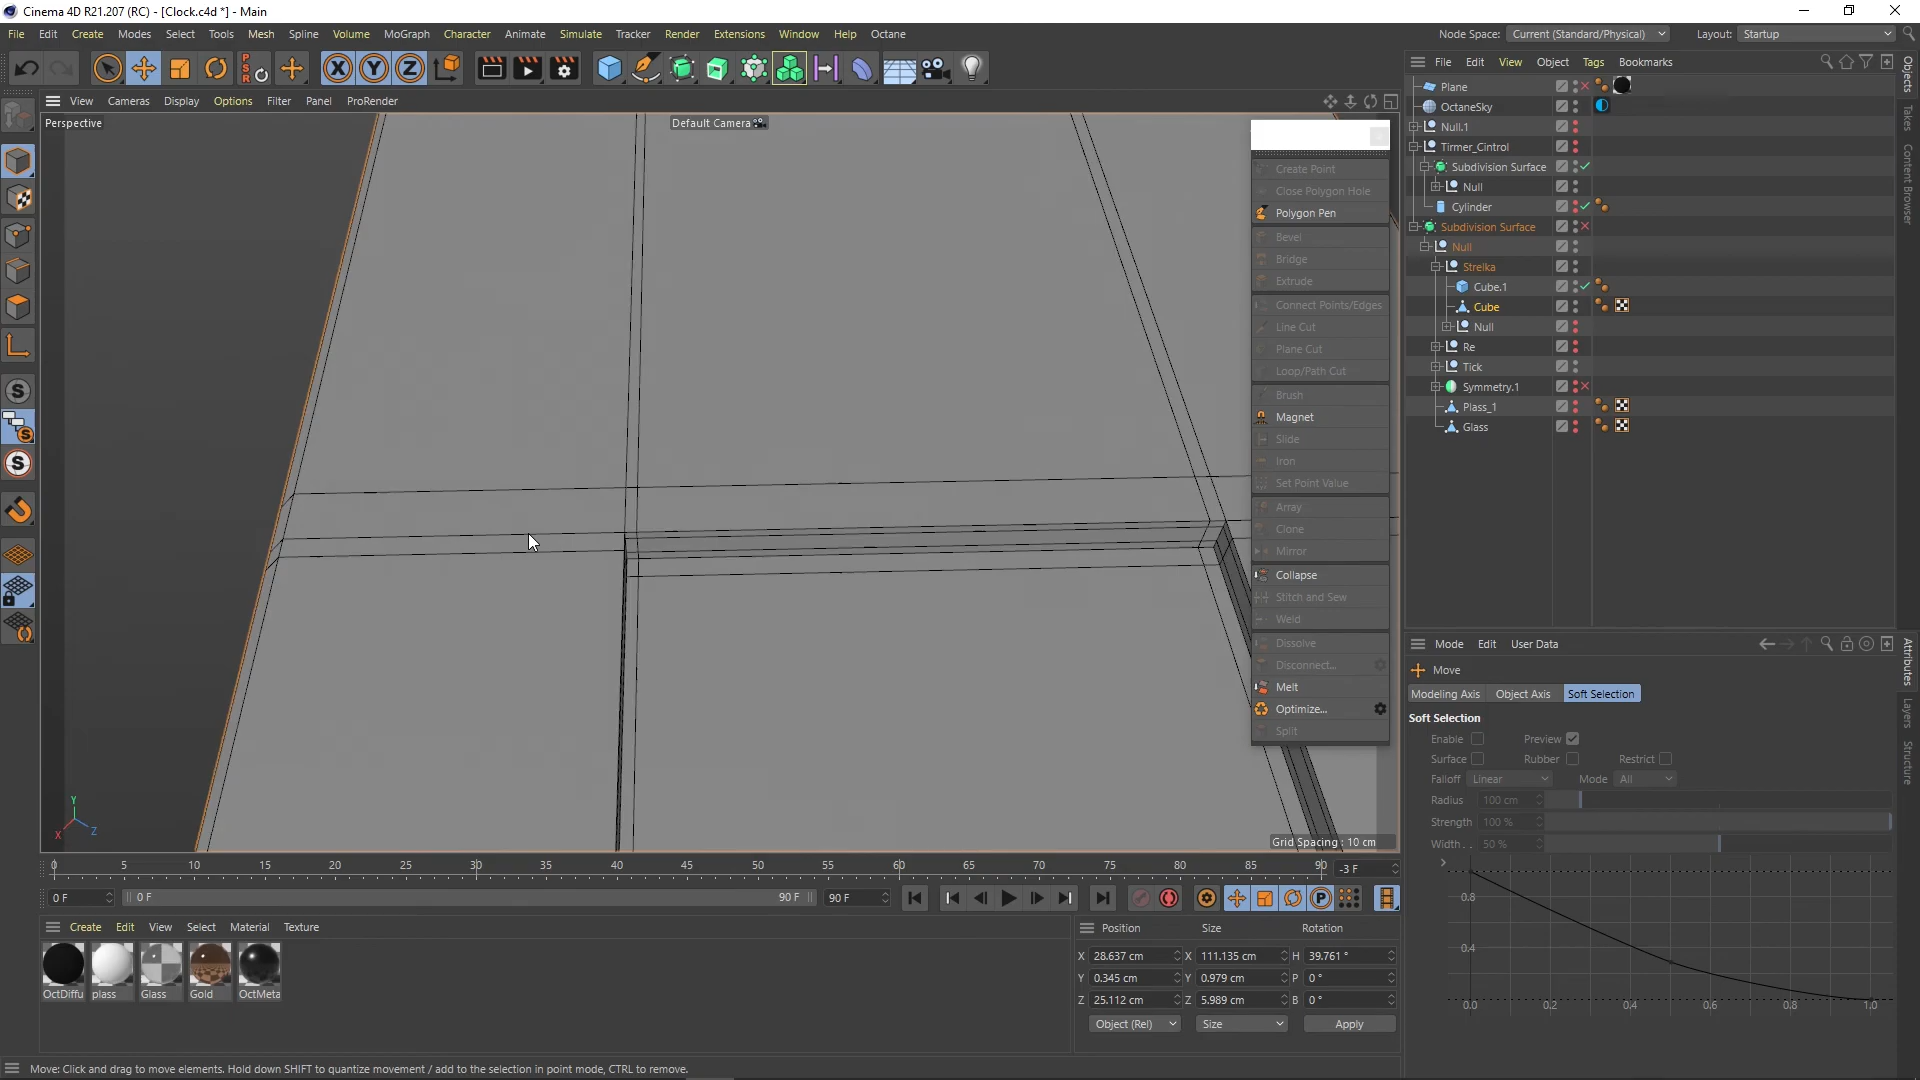 Cinema 4D R21.207 (RC) - [Clock.c4d *] - Main
File Edit Create Modes Select Tools Mesh Spline Volume MoGraph Character Animate Simulate Tracker Render Extensions Window Help Octane
Node Space: Current (Standard/Physical) Layout: Startup
View Cameras Display Options Filter Panel ProRender
Perspective
Default Camera
Create Point
Close Polygon Hole
Polygon Pen
Bevel
Bridge
Extrude
Connect Points/Edges
Line Cut
Plane Cut
Loop/Path Cut
Brush
Magnet
Slide
Iron
Set Point Value
Array
Clone
Mirror
Collapse
Stitch and Sew
Weld
Dissolve
Disconnect...
Melt
Optimize...
Split
Y
X
Z
Grid Spacing : 10 cm
File Edit View Object Tags Bookmarks
Plane
OctaneSky
Null.1
Tirmer_Cintrol
Subdivision Surface
Null
Cylinder
Subdivision Surface
Null
Strelka
Cube.1
Cube
Null
Re
Tick
Symmetry.1
Plass_1
Glass
Objects
Takes
Content Browser
Attributes
Layers
Structure
Mode Edit User Data
Move
Modeling Axis Object Axis Soft Selection
Soft Selection
Enable Preview
Surface Rubber Restrict
Falloff Linear Mode All
Radius 100 cm
Strength 100 %
Width . . 50 %
0.8
0.4
0.0 0.2 0.4 0.6 0.8 1.0
0 5 10 15 20 25 30 35 40 45 50 55 60 65 70 75 80 85 90 -3 F
0 F 0 F 90 F 90 F
Create Edit View Select Material Texture
OctDiffu plass Glass Gold OctMeta
Position Size Rotation
X 28.637 cm X 111.135 cm H 39.761 °
Y 0.345 cm Y 0.979 cm P 0 °
Z 25.112 cm Z 5.989 cm B 0 °
Object (Rel) Size Apply
Move: Click and drag to move elements. Hold down SHIFT to quantize movement / add to the selection in point mode, CTRL to remove.